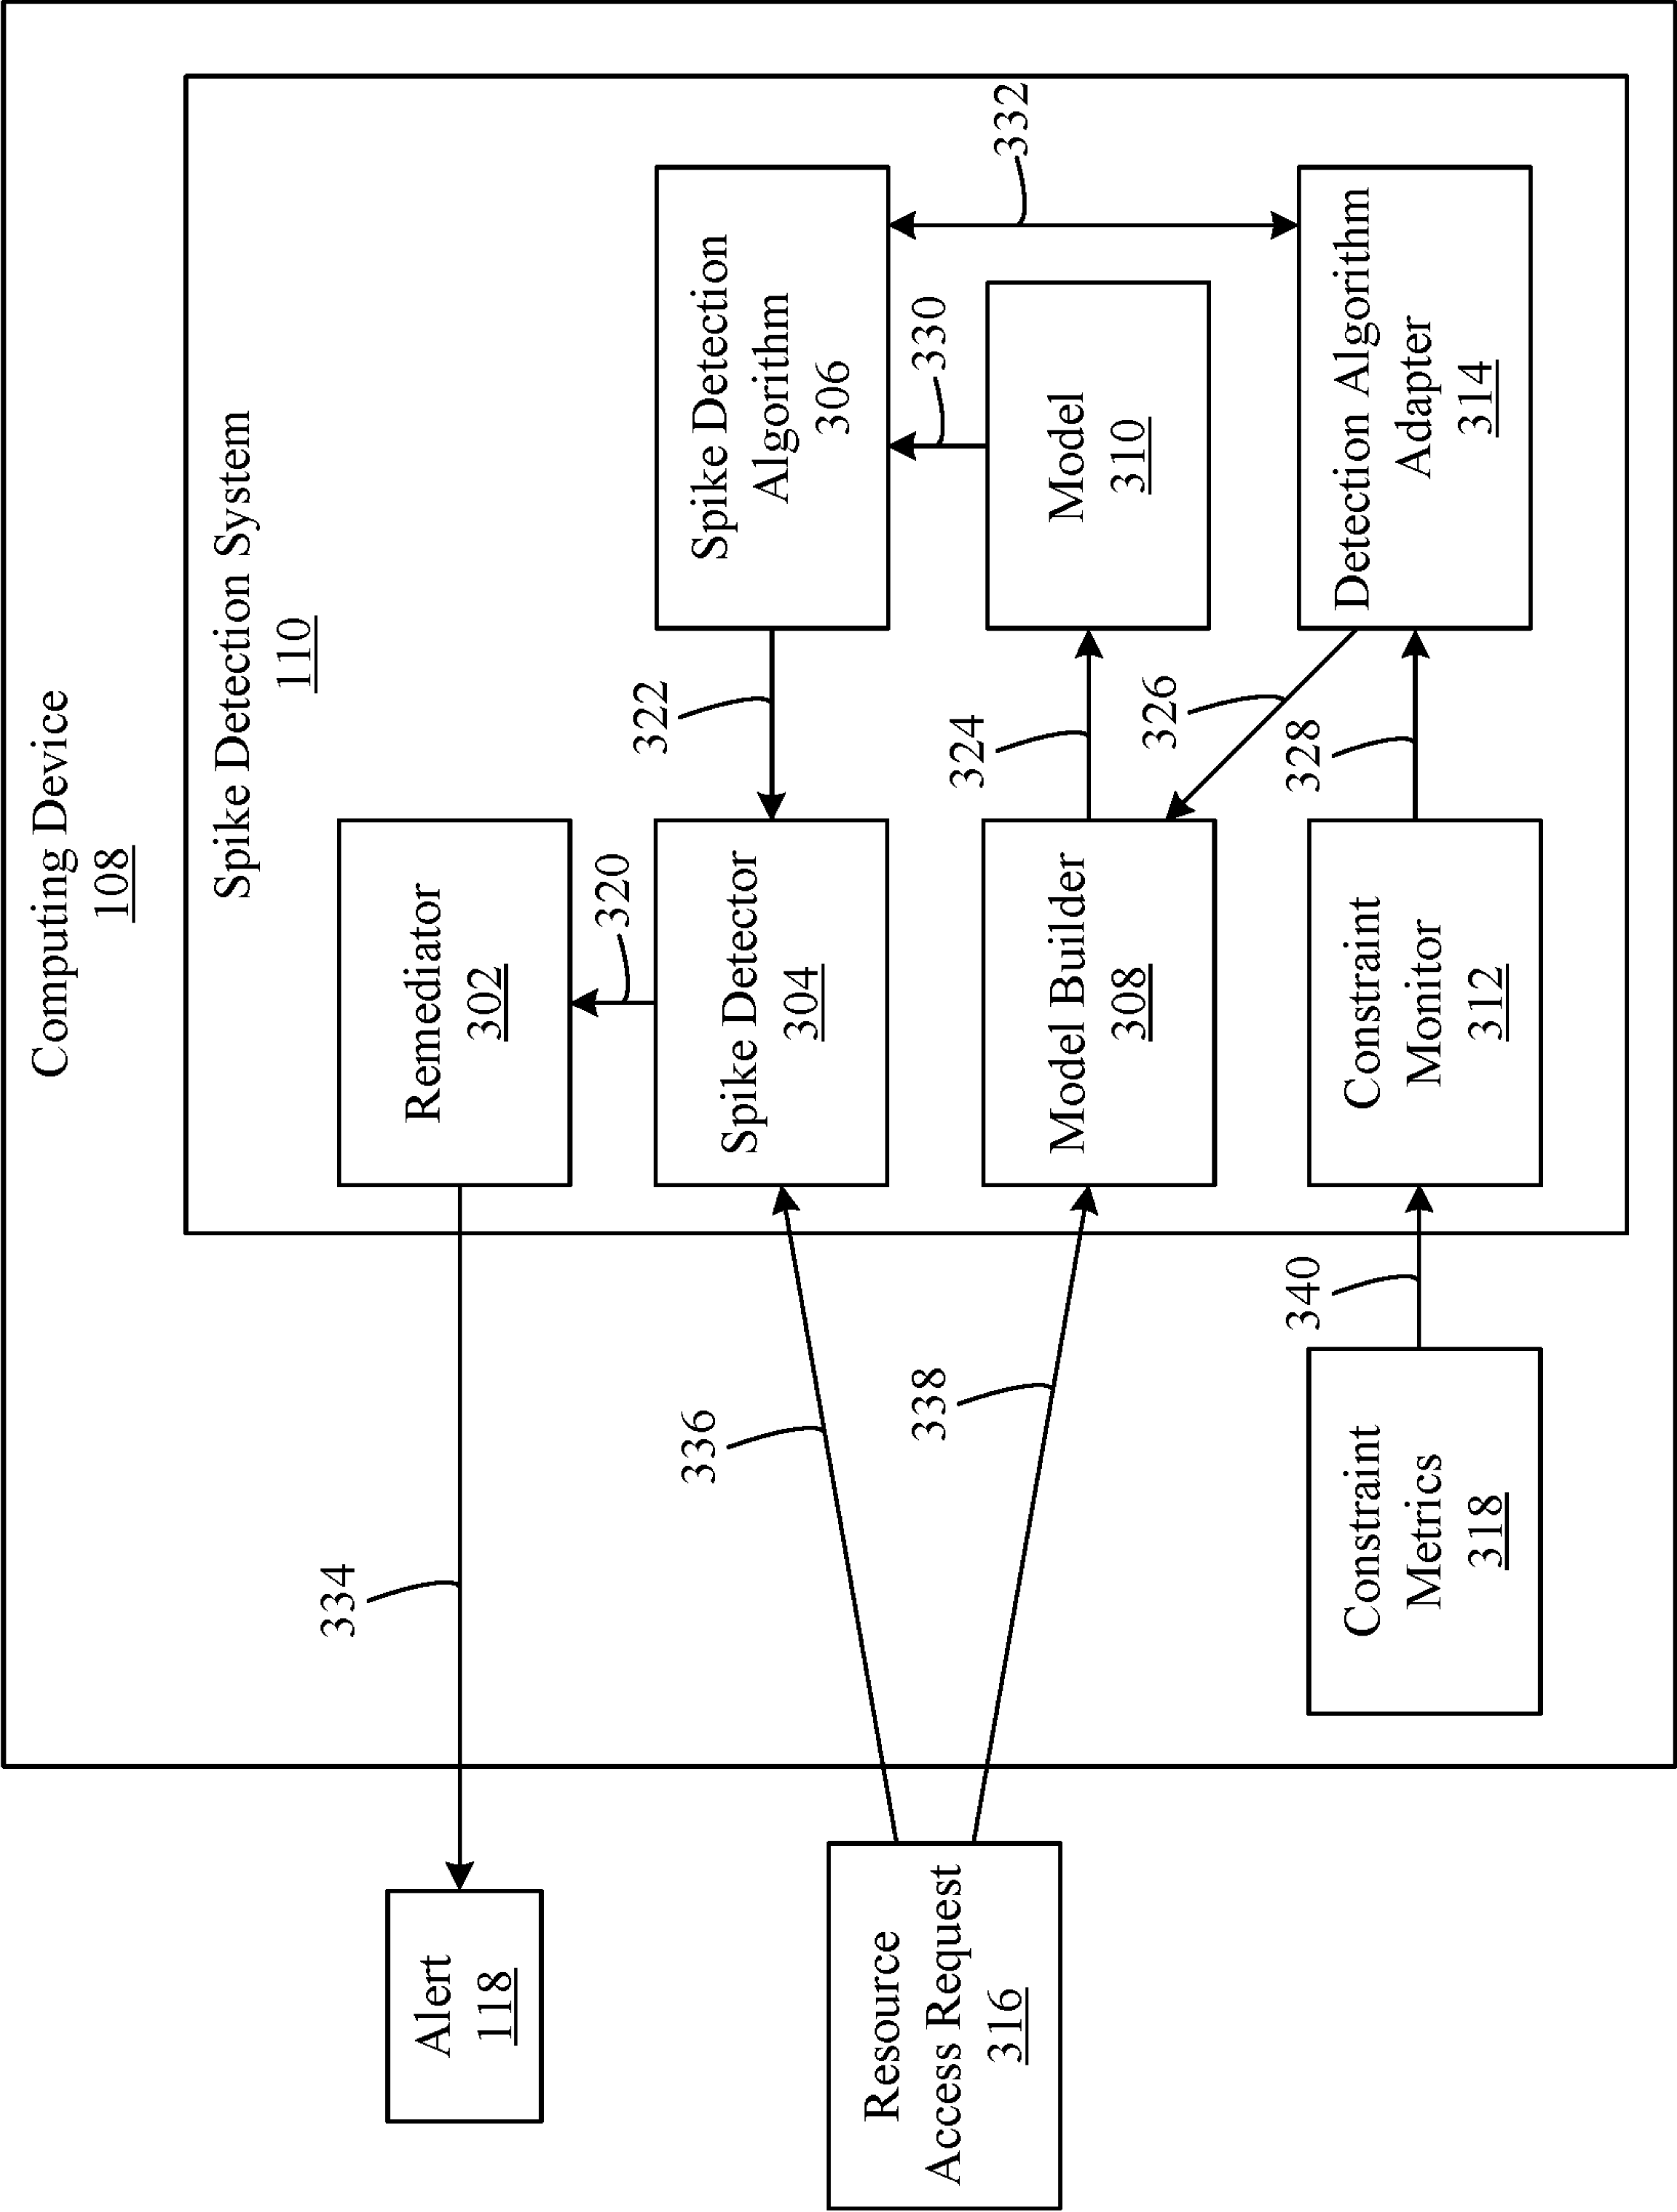 Computing Device
108
Spike Detection System
110
Alert
118
334
Remediator
302
320
Resource
Access Request
316
336
Spike Detector
304
322
Spike Detection
Algorithm
306
338
Model Builder
308
324
Model
310
330
332
326
Constraint
Metrics
318
340
Constraint
Monitor
312
328
Detection Algorithm
Adapter
314